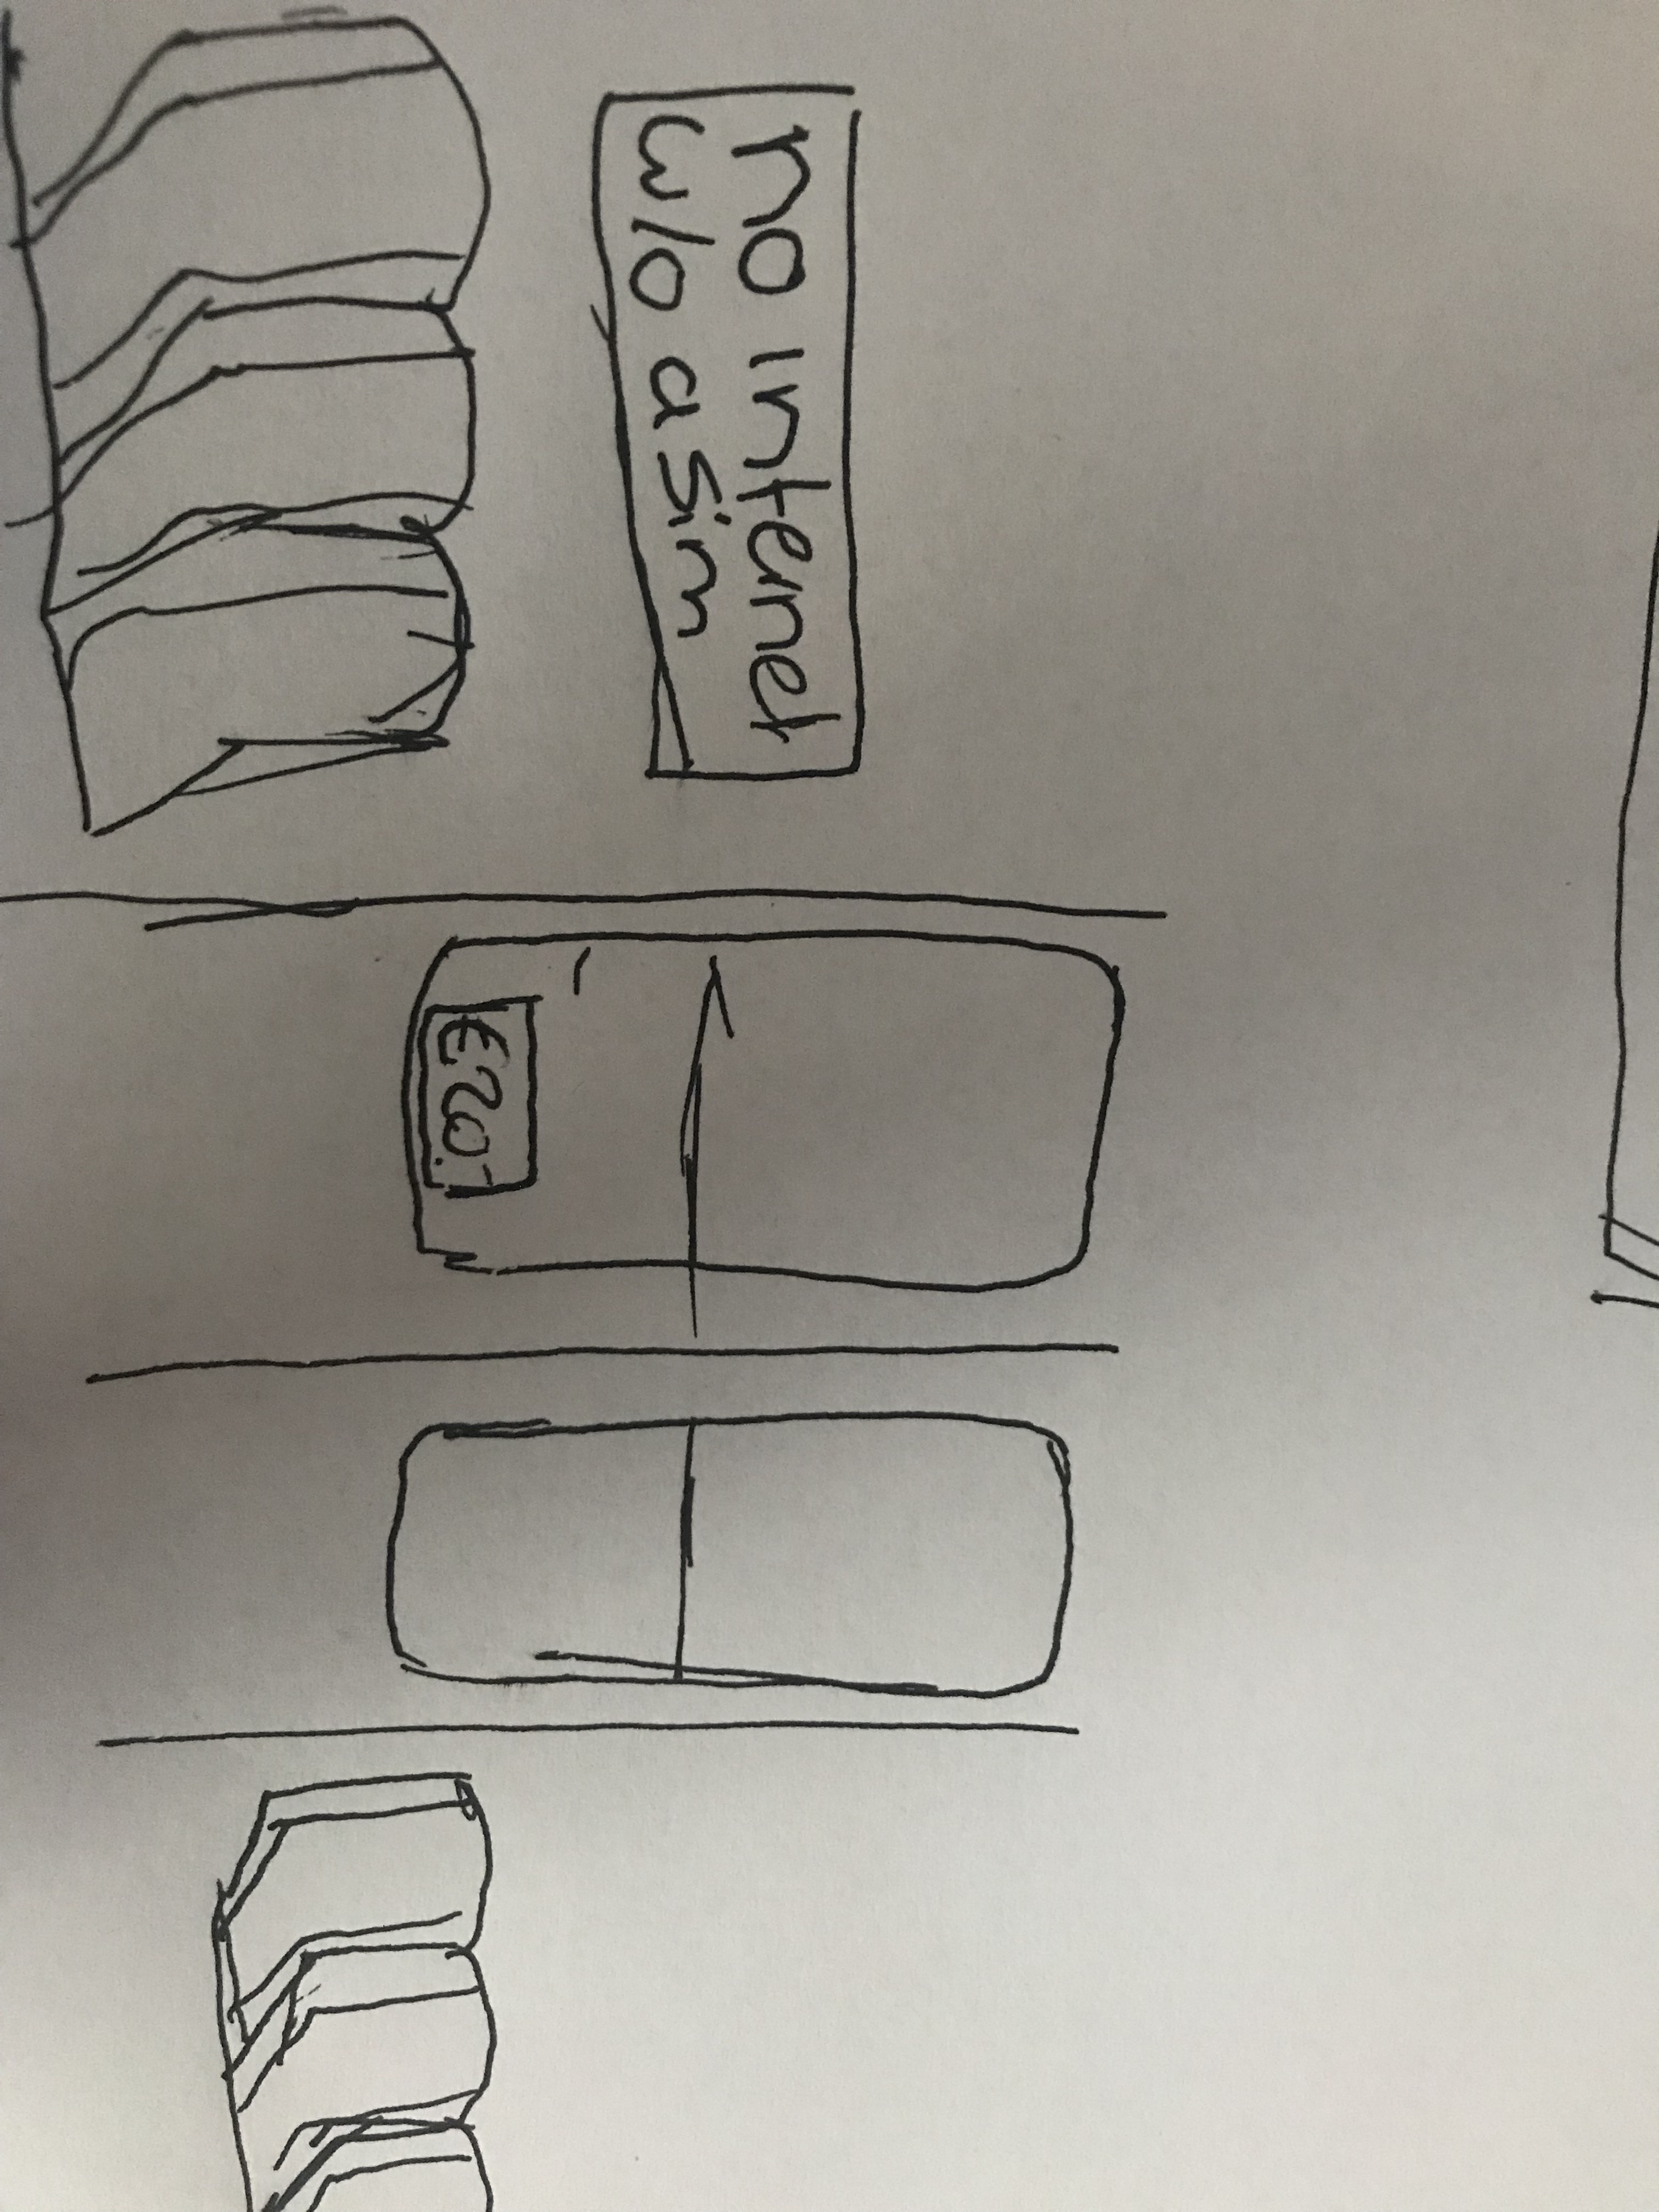 no internet
w/o a sim
€20.-